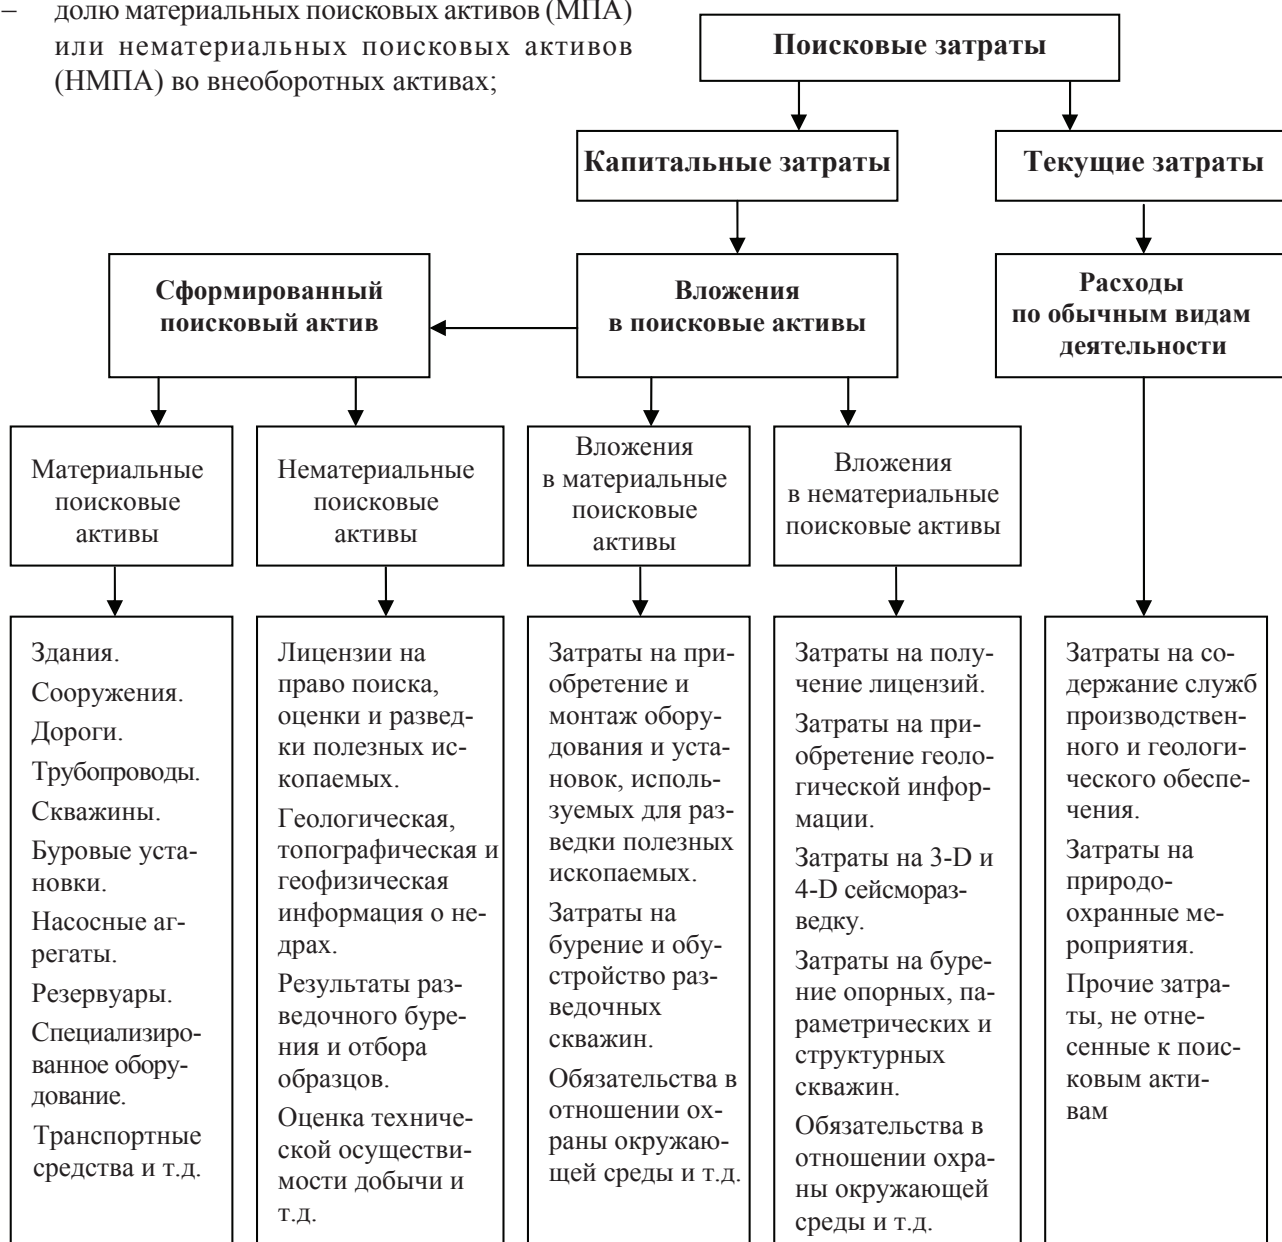 – долю материальных поисковых активов (МПА)
или нематериальных поисковых активов
(НМПА) во внеоборотных активах;
Поисковые затраты
Капитальные затраты
Текущие затраты
Сформированный
поисковый актив
Вложения
в поисковые активы
Расходы
по обычным видам
деятельности
Материальные
поисковые
активы
Нематериальные
поисковые
активы
Вложения
в материальные
поисковые
активы
Вложения
в нематериальные
поисковые активы
Здания.
Сооружения.
Дороги.
Трубопроводы.
Скважины.
Буровые уста-
новки.
Насосные аг-
регаты.
Резервуары.
Специализиро-
ванное обору-
дование.
Транспортные
средства и т.д.
Лицензии на
право поиска,
оценки и развед-
ки полезных ис-
копаемых.
Геологическая,
топографическая и
геофизическая
информация о не-
драх.
Результаты раз-
ведочного буре-
ния и отбора
образцов.
Оценка техниче-
ской осуществи-
мости добычи и
т.д.
Затраты на при-
обретение и
монтаж обору-
дования и уста-
новок, исполь-
зуемых для раз-
ведки полезных
ископаемых.
Затраты на
бурение и обу-
стройство раз-
ведочных
скважин.
Обязательства в
отношении ох-
раны окружаю-
щей среды и т.д.
Затраты на полу-
чение лицензий.
Затраты на при-
обретение геоло-
гической инфор-
мации.
Затраты на 3-D и
4-D сейсмораз-
ведку.
Затраты на буре-
ние опорных, па-
раметрических и
структурных
скважин.
Обязательства в
отношении охра-
ны окружающей
среды и т.д.
Затраты на со-
держание служб
производствен-
ного и геологи-
ческого обеспе-
чения.
Затраты на
природо-
охранные ме-
роприятия.
Прочие затра-
ты, не отне-
сенные к поис-
ковым акти-
вам